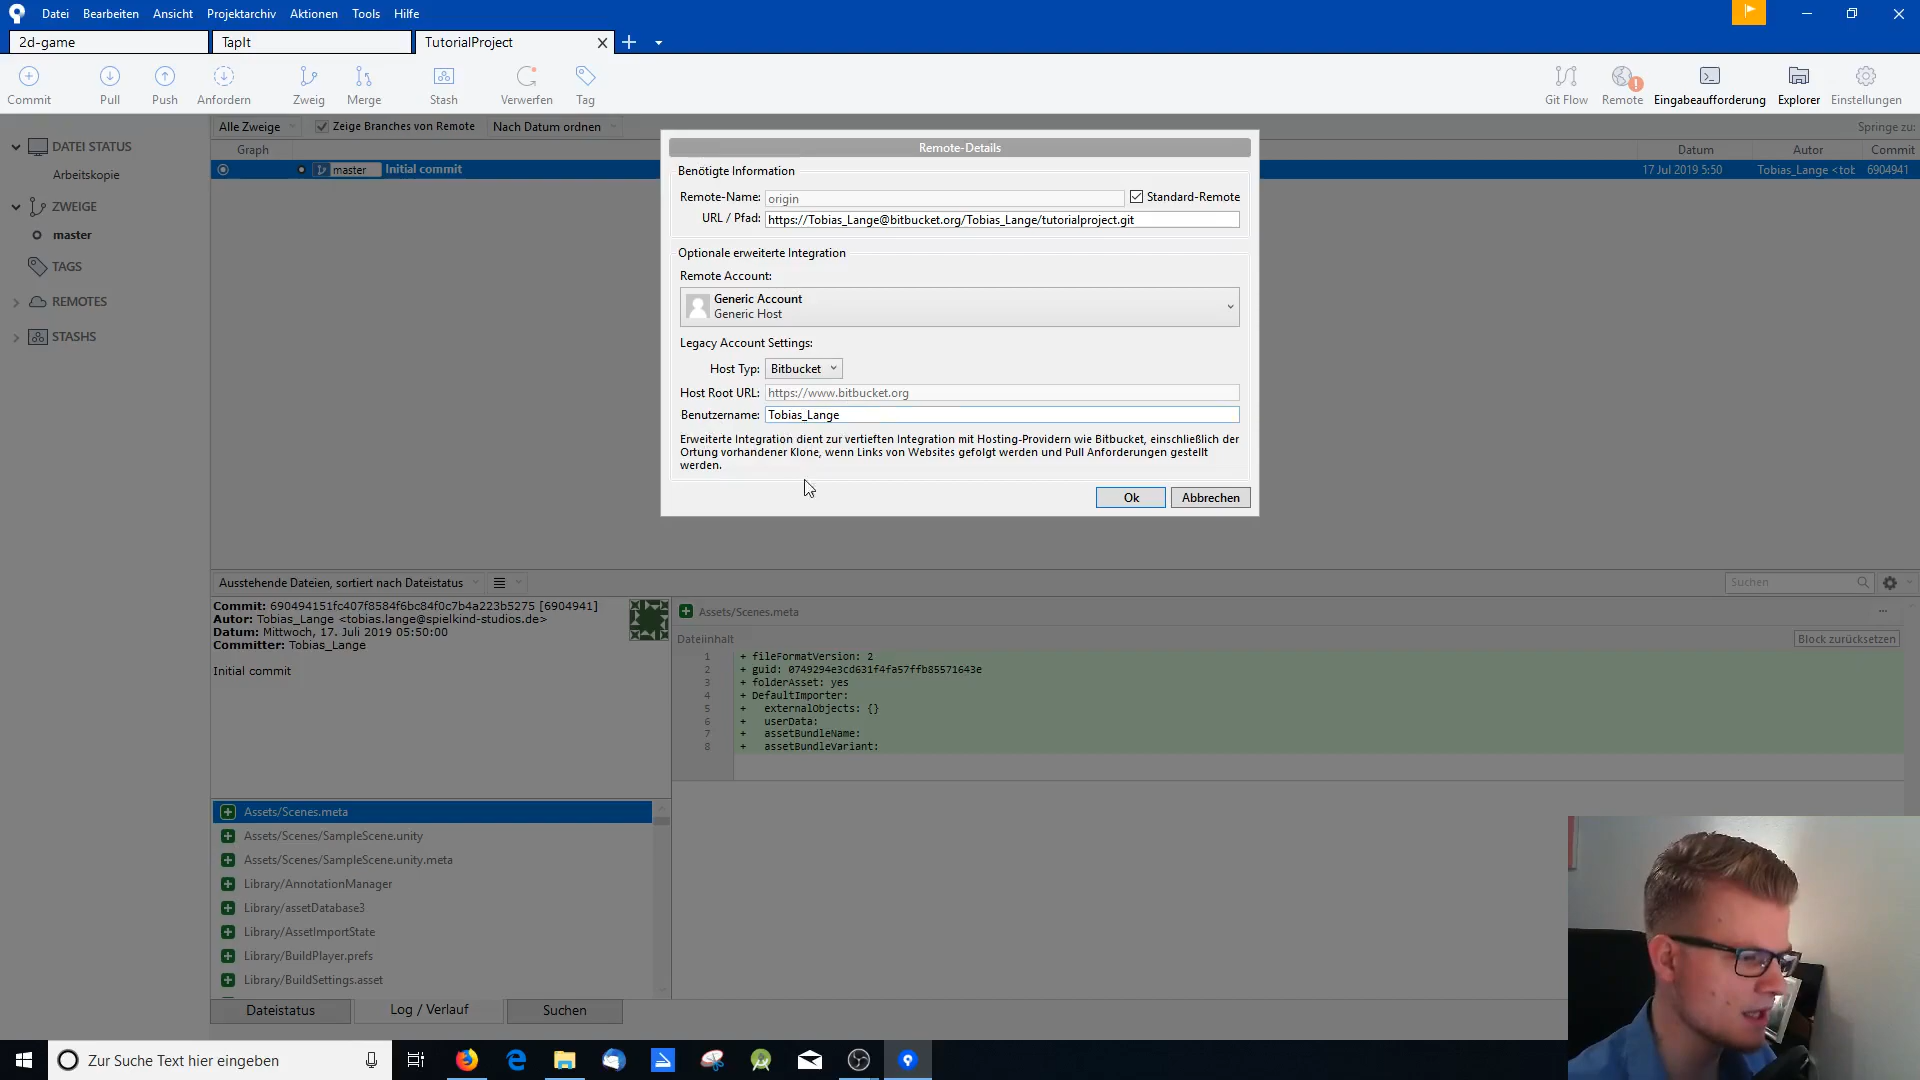 Datei Bearbeiten Ansicht Projektarchiv Aktionen Tools Hilfe
2d-game TapIt TutorialProject
Commit Pull Push Anfordern Zweig Merge Stash Verwerfen Tag Git Flow Remote Eingabeaufforderung Explorer Einstellungen
DATEI STATUS
Arbeitskopie
ZWEIGE
master
TAGS
REMOTES
STASHS
Alle Zweige Zeige Branches von Remote Nach Datum ordnen Springe zu:
Graph Datum Autor Commit
master Initial commit 17 Jul 2019 5:50 Tobias_Lange <tot 6904941
Remote-Details
Benötigte Information
Remote-Name: origin Standard-Remote
URL / Pfad: https://Tobias_Lange@bitbucket.org/Tobias_Lange/tutorialproject.git
Optionale erweiterte Integration
Remote Account:
Generic Account
Generic Host
Legacy Account Settings:
Host Typ: Bitbucket
Host Root URL: https://www.bitbucket.org
Benutzername: Tobias_Lange
Erweiterte Integration dient zur vertieften Integration mit Hosting-Providern wie Bitbucket, einschließlich der
Ortung vorhandener Klone, wenn Links von Websites gefolgt werden und Pull Anforderungen gestellt
werden.
Ok Abbrechen
Ausstehende Dateien, sortiert nach Dateistatus Suchen
Commit: 690494151fc407f8584f6bc84f0c7b4a223b5275 [6904941]
Autor: Tobias_Lange <tobias.lange@spielkind-studios.de>
Datum: Mittwoch, 17. Juli 2019 05:50:00
Committer: Tobias_Lange
Initial commit
Assets/Scenes.meta
Dateiinhalt Block zurücksetzen
1 + fileFormatVersion: 2
2 + guid: 0749294e3cd631f4fa57ffb85571643e
3 + folderAsset: yes
4 + DefaultImporter:
5 + externalObjects: {}
6 + userData:
7 + assetBundleName:
8 + assetBundleVariant:
Assets/Scenes.meta
Assets/Scenes/SampleScene.unity
Assets/Scenes/SampleScene.unity.meta
Library/AnnotationManager
Library/assetDatabase3
Library/AssetImportState
Library/BuildPlayer.prefs
Library/BuildSettings.asset
Dateistatus Log / Verlauf Suchen
Zur Suche Text hier eingeben